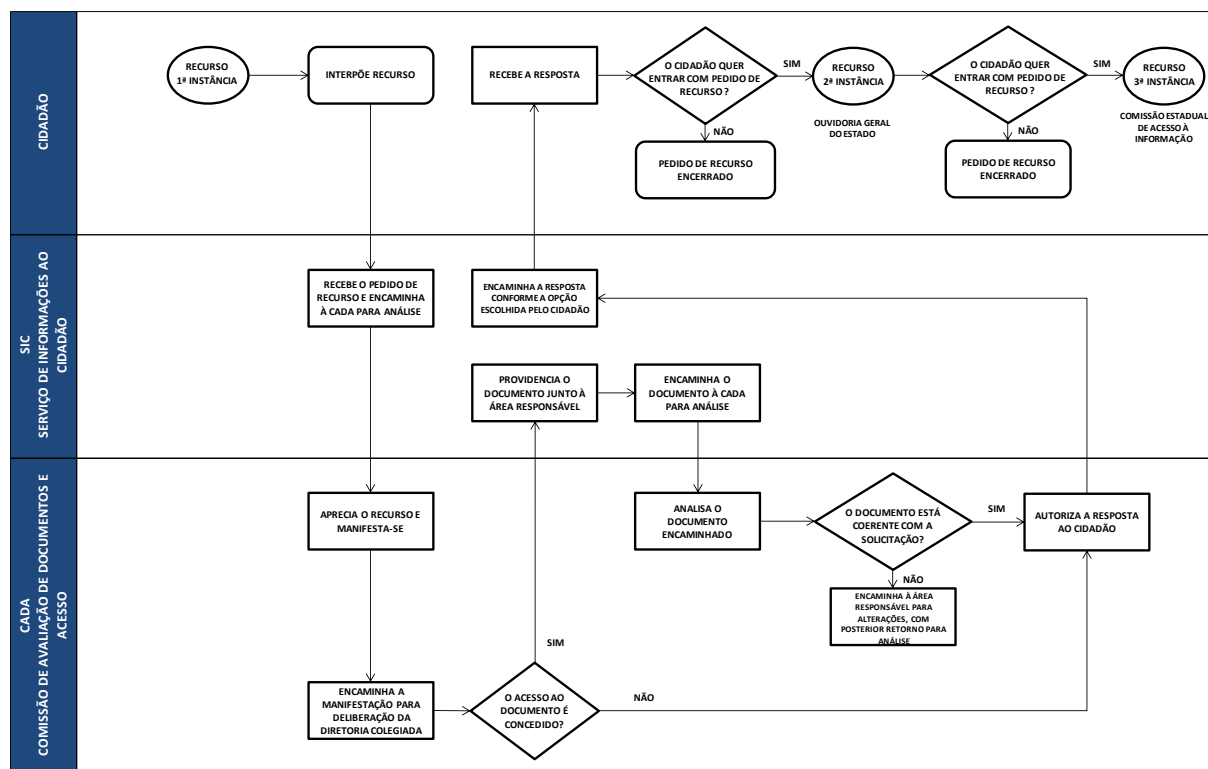 CIDADÃO
RECURSO
1ª INSTÂNCIA
INTERPÕE RECURSO
RECEBE A RESPOSTA
O CIDADÃO QUER
ENTRAR COM PEDIDO DE
RECURSO ?
SIM
NÃO
PEDIDO DE RECURSO
ENCERRADO
RECURSO
2ª INSTÂNCIA
OUVIDORIA GERAL
DO ESTADO
O CIDADÃO QUER
ENTRAR COM PEDIDO DE
RECURSO ?
SIM
NÃO
PEDIDO DE RECURSO
ENCERRADO
RECURSO
3ª INSTÂNCIA
COMISSÃO ESTADUAL
DE ACESSO À
INFORMAÇÃO
SIC
SERVIÇO DE INFORMAÇÕES AO
CIDADÃO
RECEBE O PEDIDO DE
RECURSO E ENCAMINHA
À CADA PARA ANÁLISE
ENCAMINHA A RESPOSTA
CONFORME A OPÇÃO
ESCOLHIDA PELO CIDADÃO
PROVIDENCIA O
DOCUMENTO JUNTO À
ÁREA RESPONSÁVEL
ENCAMINHA O
DOCUMENTO À CADA
PARA ANÁLISE
CADA
COMISSÃO DE AVALIAÇÃO DE DOCUMENTOS E
ACESSO
APRECIA O RECURSO E
MANIFESTA-SE
ANALISA O
DOCUMENTO
ENCAMINHADO
O DOCUMENTO ESTÁ
COERENTE COM A
SOLICITAÇÃO?
SIM
NÃO
AUTORIZA A RESPOSTA
AO CIDADÃO
ENCAMINHA À ÁREA
RESPONSÁVEL PARA
ALTERAÇÕES, COM
POSTERIOR RETORNO PARA
ANÁLISE
ENCAMINHA A
MANIFESTAÇÃO PARA
DELIBERAÇÃO DA
DIRETORIA COLEGIADA
O ACESSO AO
DOCUMENTO É
CONCEDIDO?
SIM
NÃO